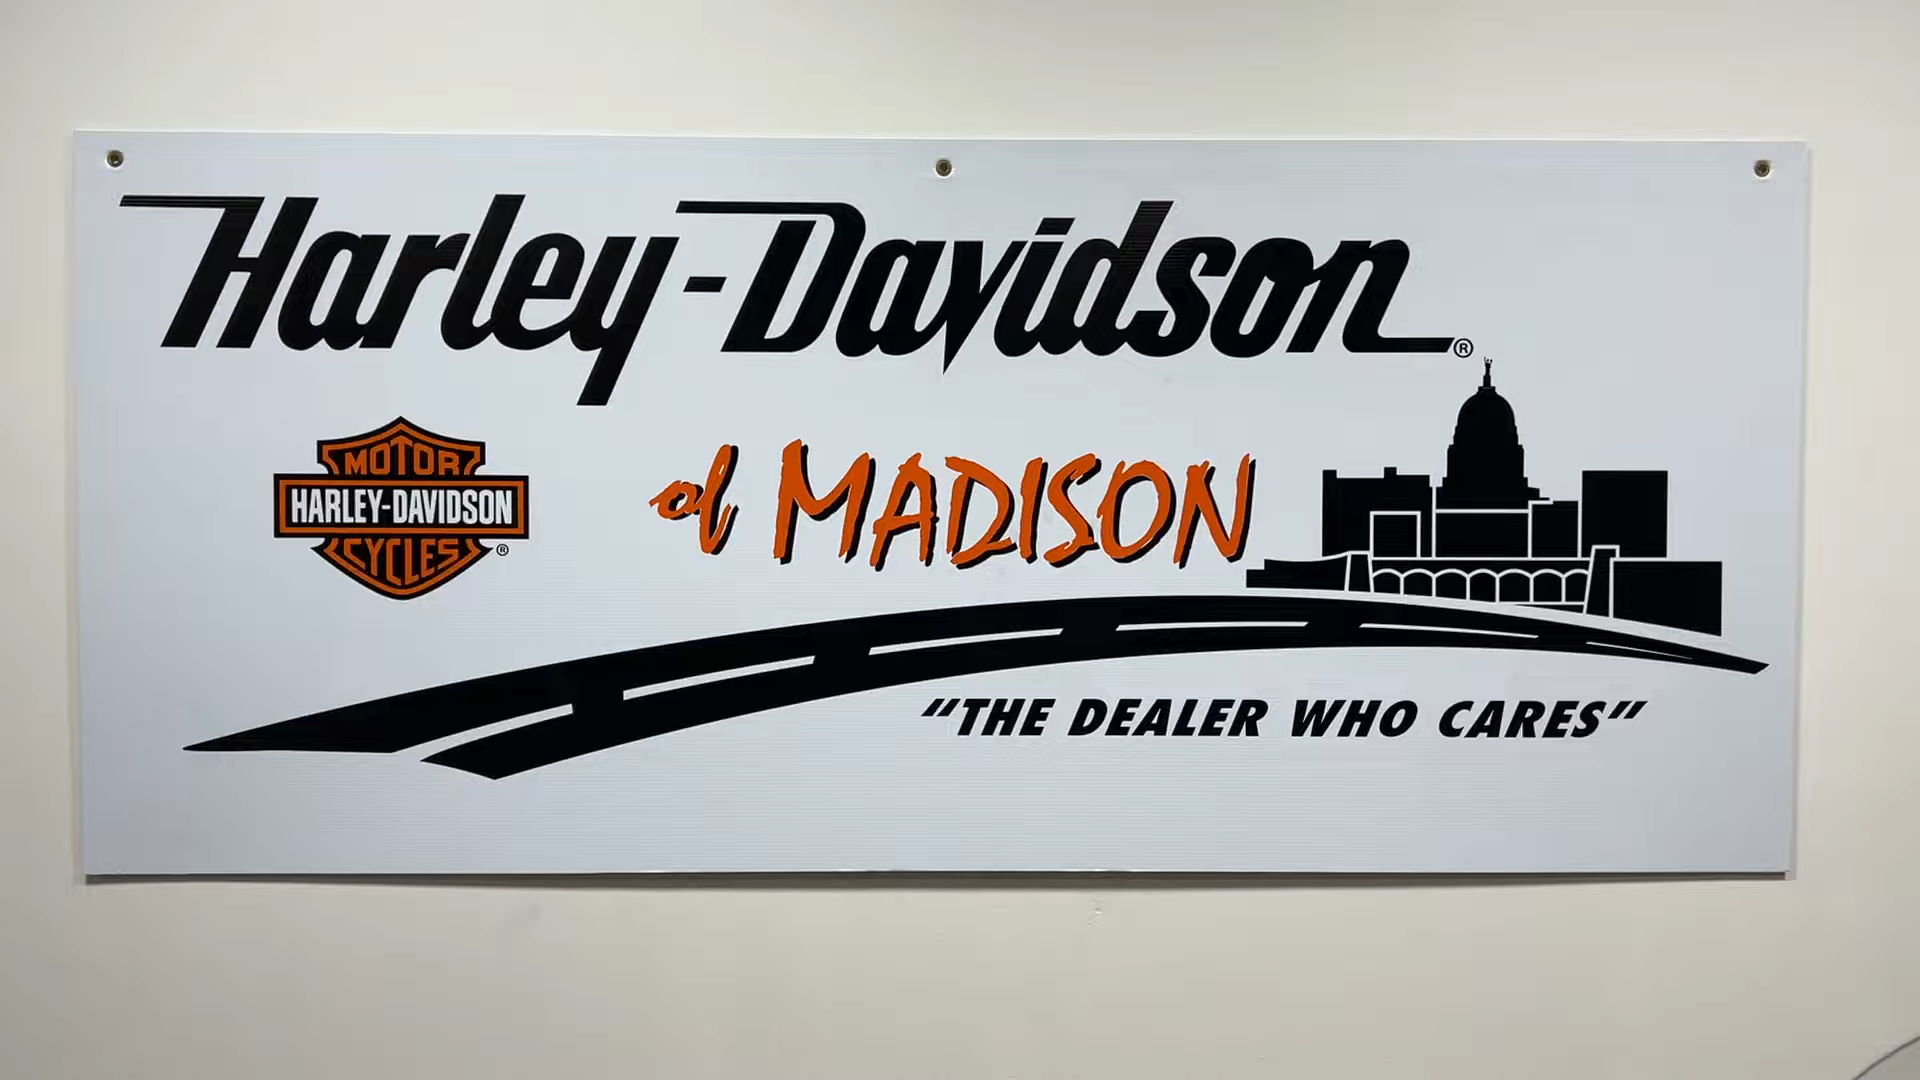 Harley-Davidson®
MOTOR
HARLEY-DAVIDSON
CYCLES ®
of MADISON
"THE DEALER WHO CARES"